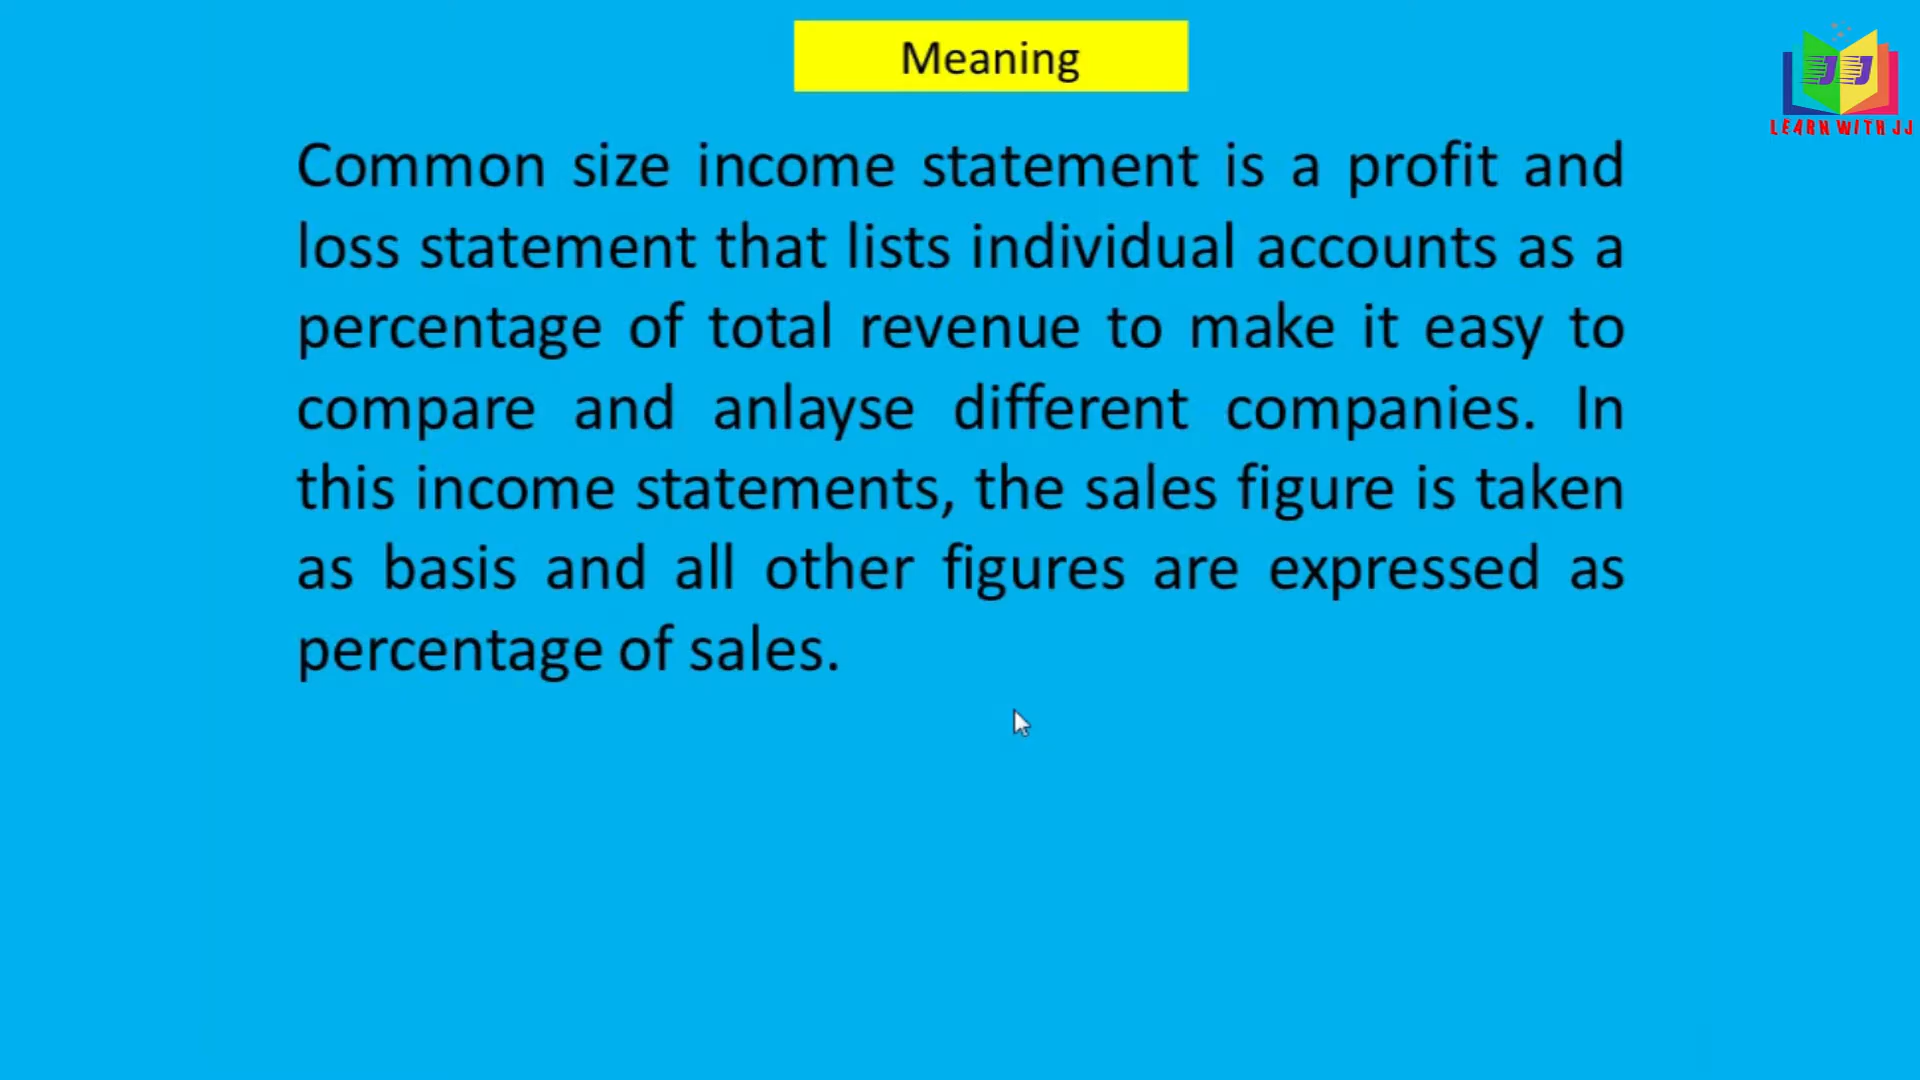 Meaning
JJ
LEARN WITH JJ
Common size income statement is a profit and
loss statement that lists individual accounts as a
percentage of total revenue to make it easy to
compare and anlayse different companies. In
this income statements, the sales figure is taken
as basis and all other figures are expressed as
percentage of sales.